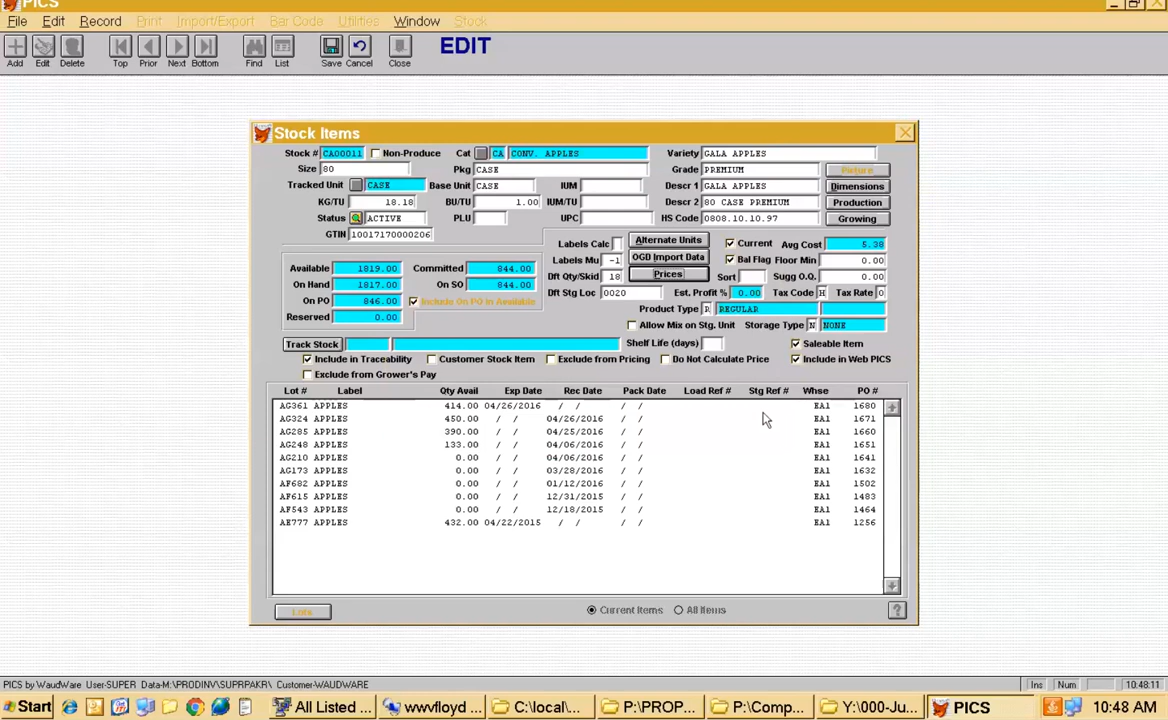 PICS
File Edit Record Print Import/Export Bar Code Utilities Window Stock
Add Edit Delete Top Prior Next Bottom Find List Save Undo Close
EDIT
Stock Items
Stock # CA00011 Non-Produce Cat CA CONV. APPLES Variety GALA APPLES
Size 80 Pkg CASE Grade PREMIUM Picture
Tracked Unit CASE Base Unit CASE IUM Descr 1 GALA APPLES Dimensions
KG/TU 18.18 BU/TU 1.00 IUM/TU Descr 2 80 CASE PREMIUM Production
Status ACTIVE PLU UPC HS Code 0808.10.10.97 Growing
GTIN 10017170000206
Labels Calc Alternate Units Current Avg Cost 5.38
Labels Mu -1 OGD Import Data Bal Flag Floor Min 0.00
Available 1819.00 Committed 844.00
Dft Qty/Skid 18 Prices Sort Sugg O.Q. 0.00
On Hand 1817.00 On SO 844.00
Dft Stg Loc 0020 Est. Profit % 0.00 Tax Code H Tax Rate 0
On PO 846.00 Include On PO in Available
Product Type R REGULAR
Reserved 0.00
Allow Mix on Stg. Unit Storage Type N NONE
Track Stock Shelf Life (days) Saleable Item
Include in Traceability Customer Stock Item Exclude from Pricing Do Not Calculate Price Include in Web PICS
Exclude from Grower's Pay
Lot # Label Qty Avail Exp Date Rec Date Pack Date Load Ref # Stg Ref # Whse PO #
AG361 APPLES 414.00 04/26/2016 / / / / EA1 1680
AG324 APPLES 450.00 / / 04/26/2016 / / EA1 1671
AG285 APPLES 390.00 / / 04/25/2016 / / EA1 1660
AG248 APPLES 133.00 / / 04/06/2016 / / EA1 1651
AG210 APPLES 0.00 / / 04/06/2016 / / EA1 1641
AG173 APPLES 0.00 / / 03/28/2016 / / EA1 1632
AF682 APPLES 0.00 / / 01/12/2016 / / EA1 1502
AF615 APPLES 0.00 / / 12/31/2015 / / EA1 1483
AF543 APPLES 0.00 / / 12/18/2015 / / EA1 1464
AE777 APPLES 432.00 04/22/2015 / / / / EA1 1256
Lots Current Items All Items ?
PICS by WaudWare User-SUPER Data-M:\PRODINV\SUPRPAKR\ Customer-WAUDWARE Ins Num 10:48:11
Start All Listed ... wwvfloyd ... C:\local\... P:\PROP... P:\Comp... Y:\000-Ju... PICS 10:48 AM